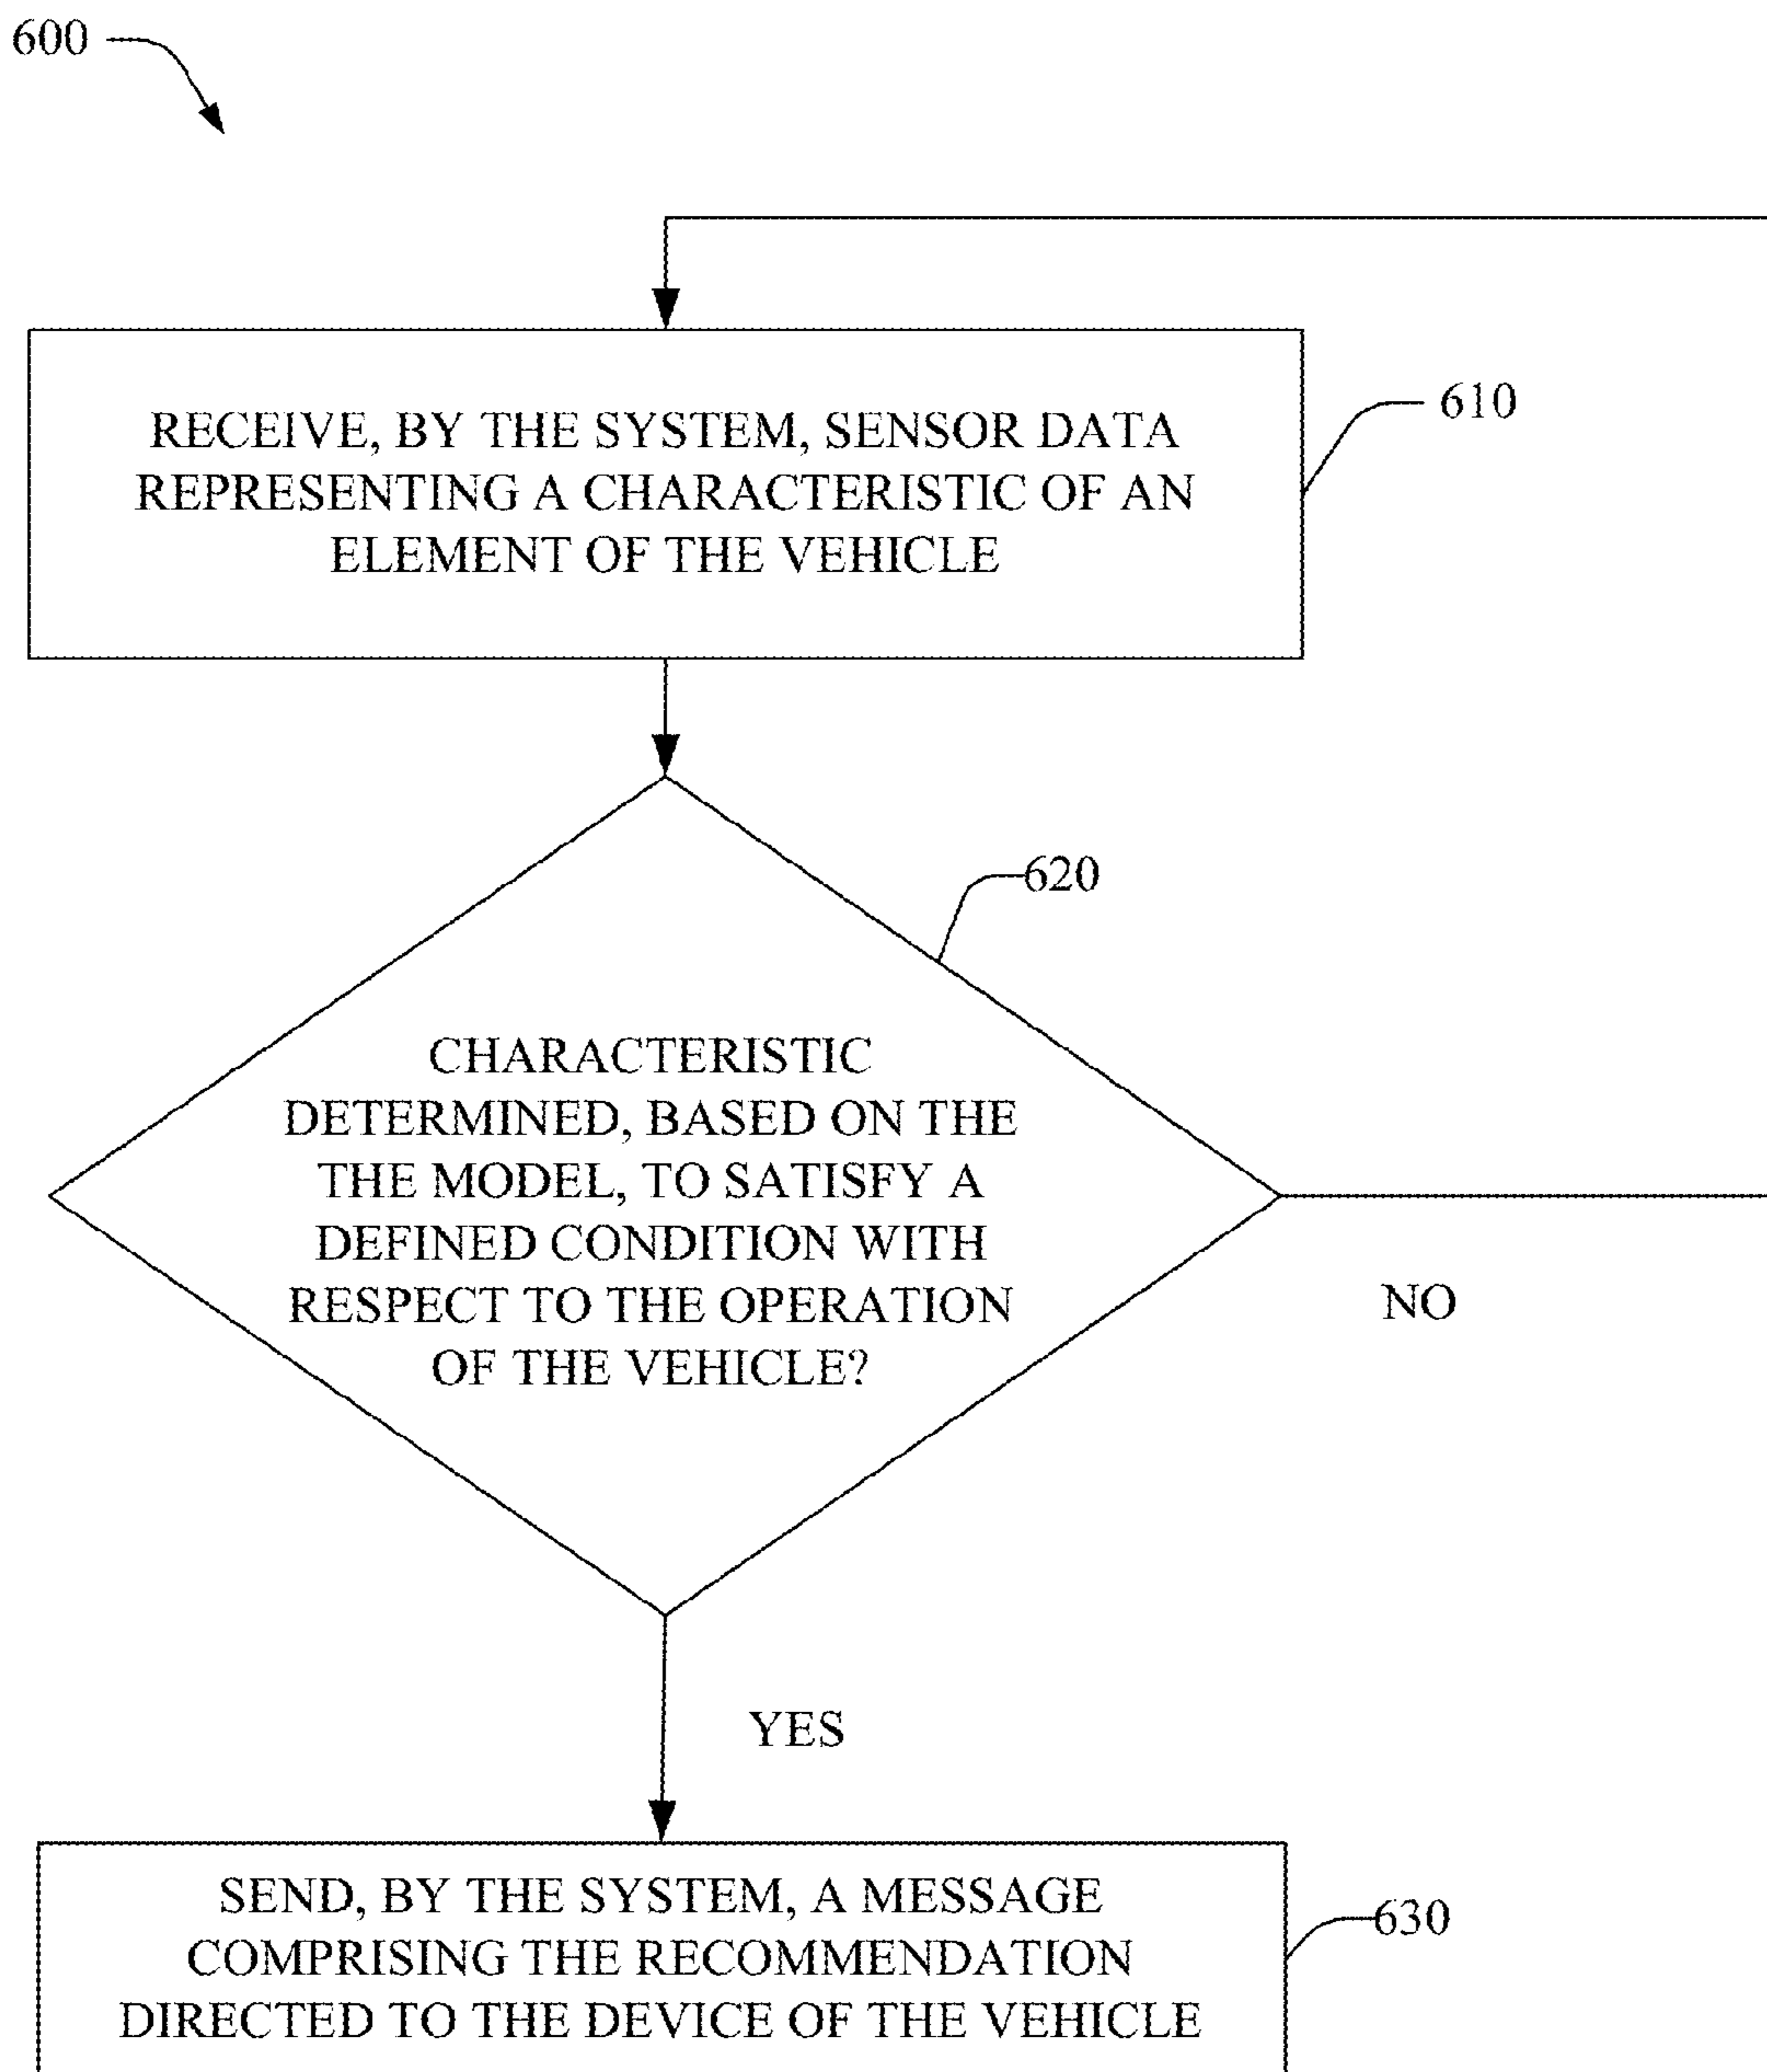 600
RECEIVE, BY THE SYSTEM, SENSOR DATA
REPRESENTING A CHARACTERISTIC OF AN
ELEMENT OF THE VEHICLE
610
620
CHARACTERISTIC
DETERMINED, BASED ON THE
THE MODEL, TO SATISFY A
DEFINED CONDITION WITH
RESPECT TO THE OPERATION
OF THE VEHICLE?
NO
YES
SEND, BY THE SYSTEM, A MESSAGE
COMPRISING THE RECOMMENDATION
DIRECTED TO THE DEVICE OF THE VEHICLE
630